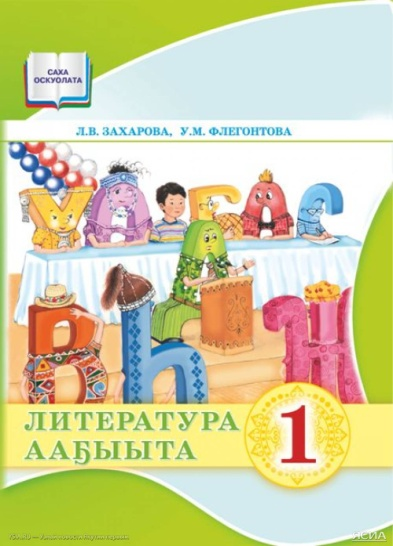 САХА
ОСКУОЛАТА
Л.В. ЗАХАРОВА, У.М. ФЛЕГОНТОВА
У О Б А С
А
В Һ Ҥ
ЛИТЕРАТУРА
ААҔЫЫТА
1